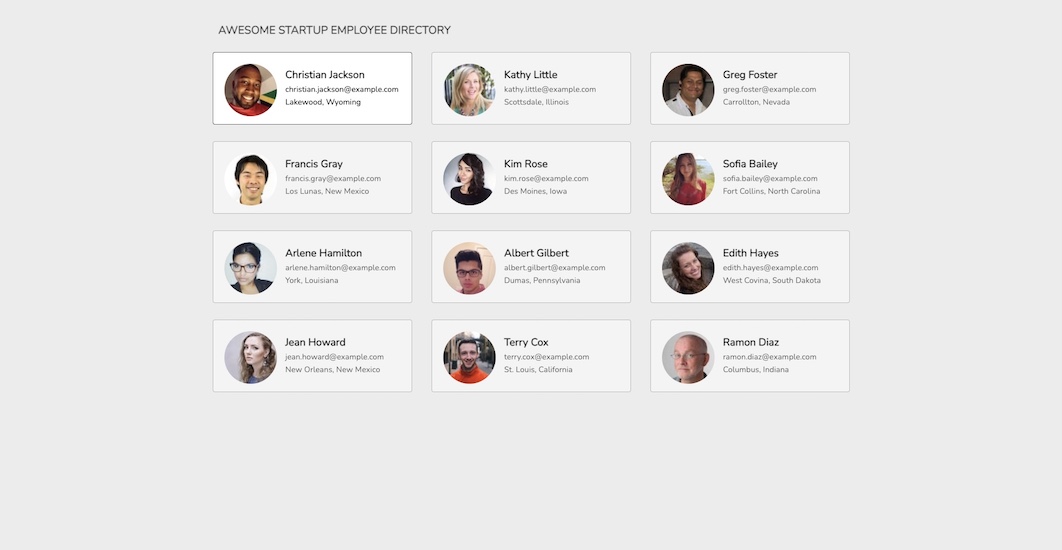 AWESOME STARTUP EMPLOYEE DIRECTORY
Christian Jackson
christian.jackson@example.com
Lakewood, Wyoming
Kathy Little
kathy.little@example.com
Scottsdale, Illinois
Greg Foster
greg.foster@example.com
Carrollton, Nevada
Francis Gray
francis.gray@example.com
Los Lunas, New Mexico
Kim Rose
kim.rose@example.com
Des Moines, Iowa
Sofia Bailey
sofia.bailey@example.com
Fort Collins, North Carolina
Arlene Hamilton
arlene.hamilton@example.com
York, Louisiana
Albert Gilbert
albert.gilbert@example.com
Dumas, Pennsylvania
Edith Hayes
edith.hayes@example.com
West Covina, South Dakota
Jean Howard
jean.howard@example.com
New Orleans, New Mexico
Terry Cox
terry.cox@example.com
St. Louis, California
Ramon Diaz
ramon.diaz@example.com
Columbus, Indiana